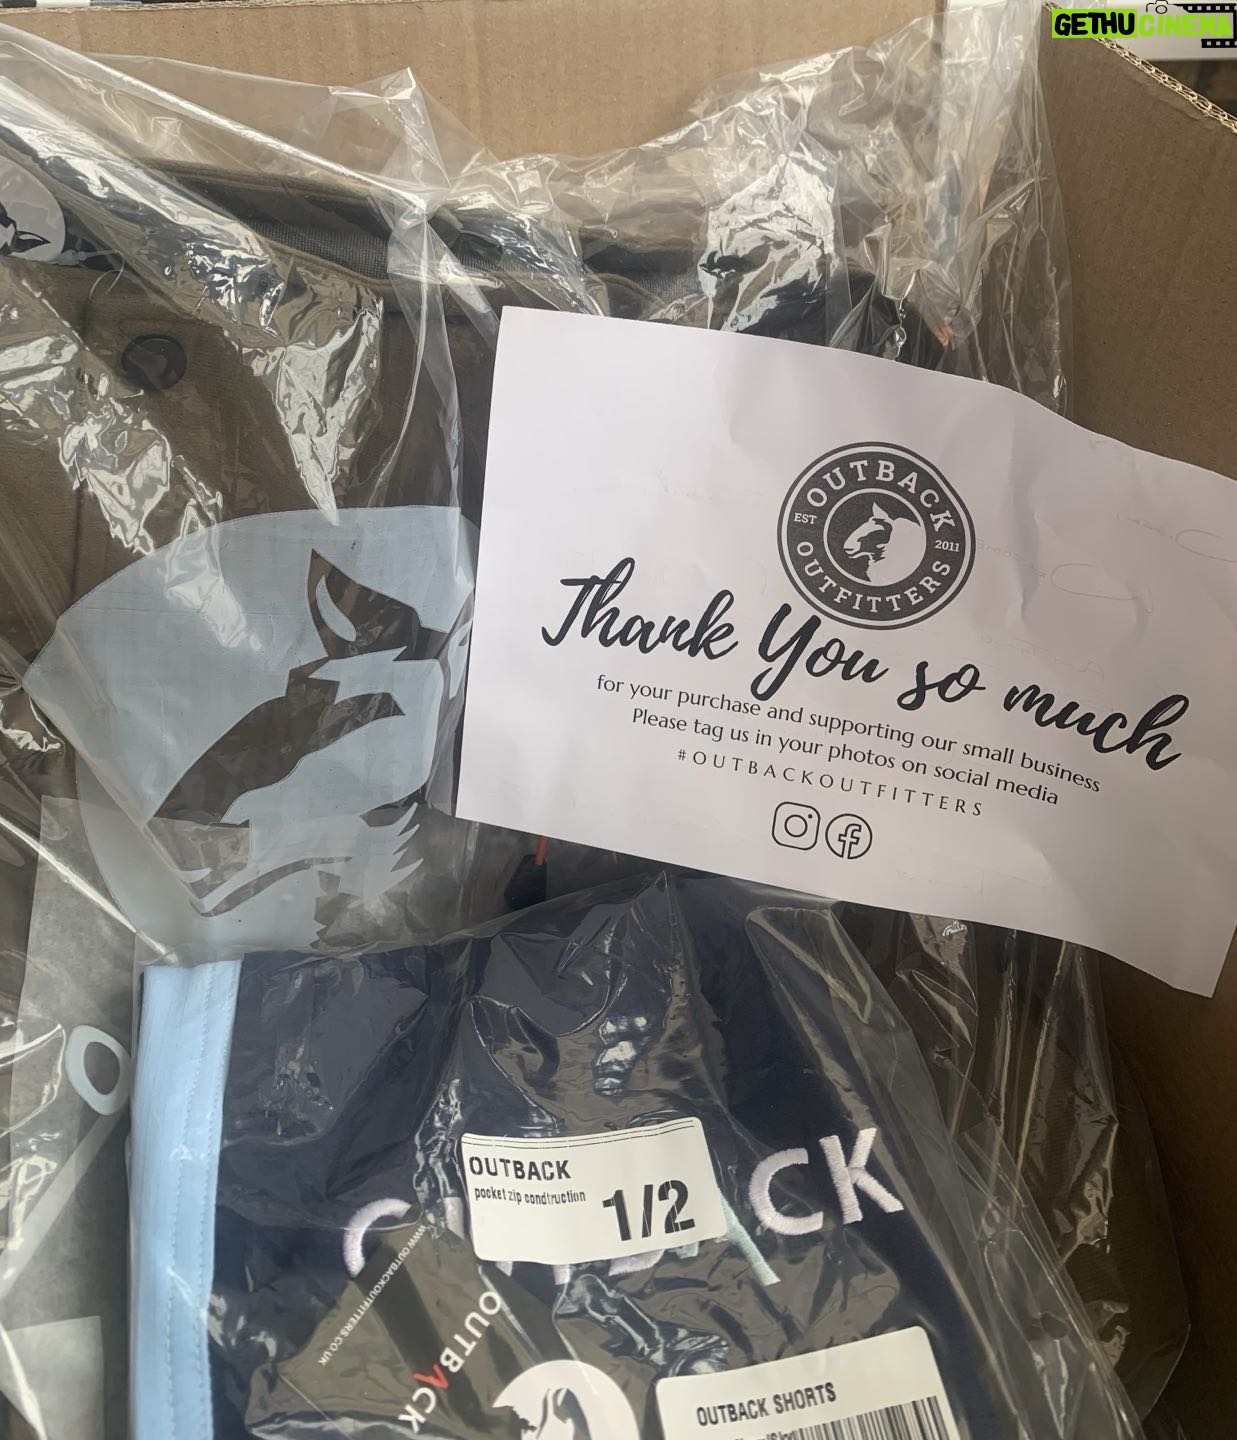 GETHUCINEMA
OUTBACK
EST 2011
OUTFITTERS
Thank You so much
for your purchase and supporting our small business
Please tag us in your photos on social media
#OUTBACKOUTFITTERS
OUTBACK
pocket zip condtruction
1/2
CK
WWW.OUTBACKOUTFITTERS.CO.UK
OUTBACK
OUTBACK SHORTS